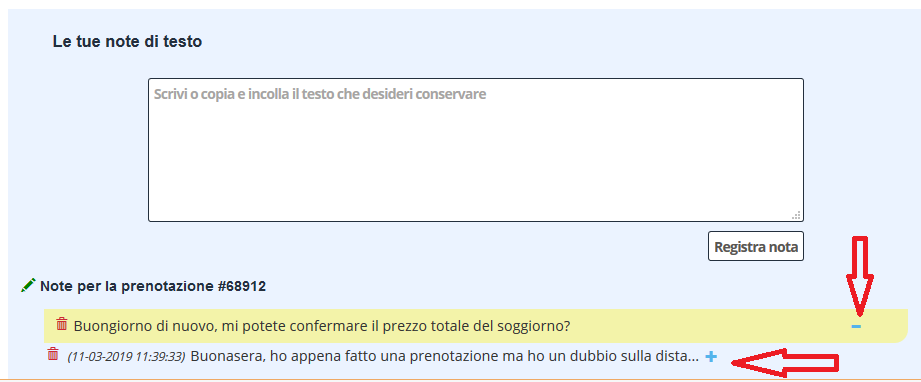 Le tue note di testo
Scrivi o copia e incolla il testo che desideri conservare
Registra nota
Note per la prenotazione #68912
Buongiorno di nuovo, mi potete confermare il prezzo totale del soggiorno?
(11-03-2019 11:39:33) Buonasera, ho appena fatto una prenotazione ma ho un dubbio sulla dista...